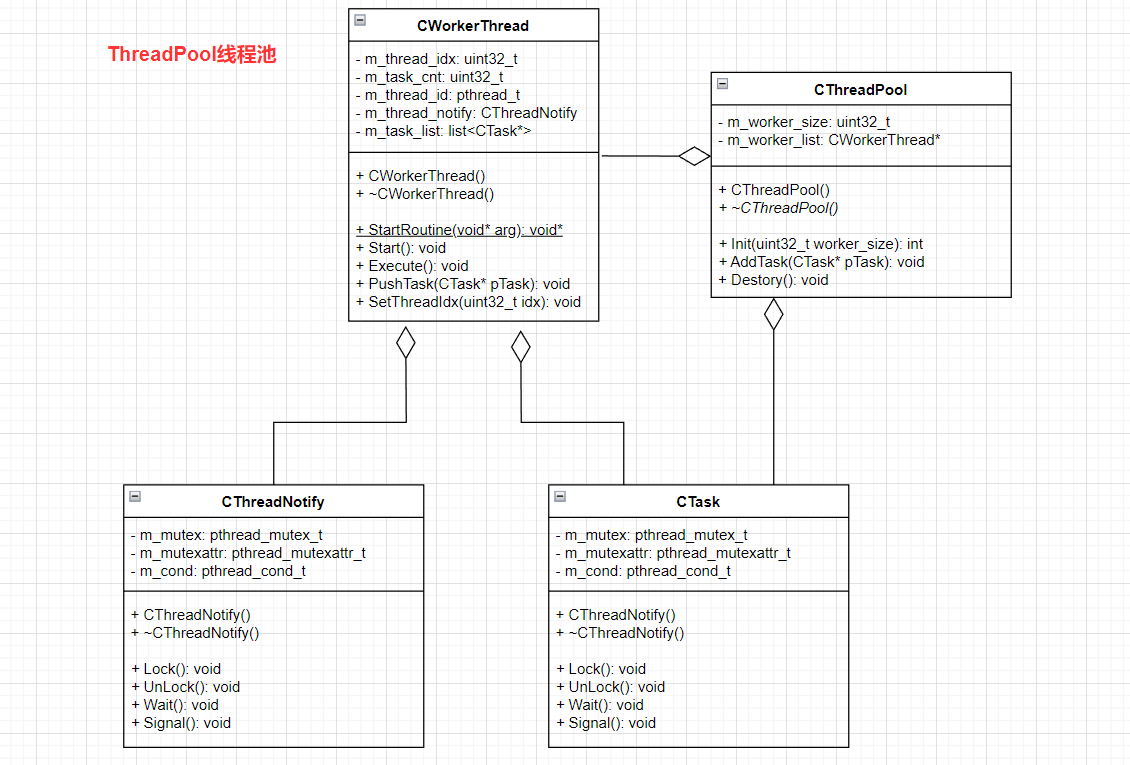 ThreadPool线程池
CWorkerThread
- m_thread_idx: uint32_t
- m_task_cnt: uint32_t
- m_thread_id: pthread_t
- m_thread_notify: CThreadNotify
- m_task_list: list<CTask*>
+ CWorkerThread()
+ ~CWorkerThread()
+ StartRoutine(void* arg): void*
+ Start(): void
+ Execute(): void
+ PushTask(CTask* pTask): void
+ SetThreadIdx(uint32_t idx): void
CThreadPool
- m_worker_size: uint32_t
- m_worker_list: CWorkerThread*
+ CThreadPool()
+ ~CThreadPool()
+ Init(uint32_t worker_size): int
+ AddTask(CTask* pTask): void
+ Destory(): void
CThreadNotify
- m_mutex: pthread_mutex_t
- m_mutexattr: pthread_mutexattr_t
- m_cond: pthread_cond_t
+ CThreadNotify()
+ ~CThreadNotify()
+ Lock(): void
+ UnLock(): void
+ Wait(): void
+ Signal(): void
CTask
- m_mutex: pthread_mutex_t
- m_mutexattr: pthread_mutexattr_t
- m_cond: pthread_cond_t
+ CThreadNotify()
+ ~CThreadNotify()
+ Lock(): void
+ UnLock(): void
+ Wait(): void
+ Signal(): void